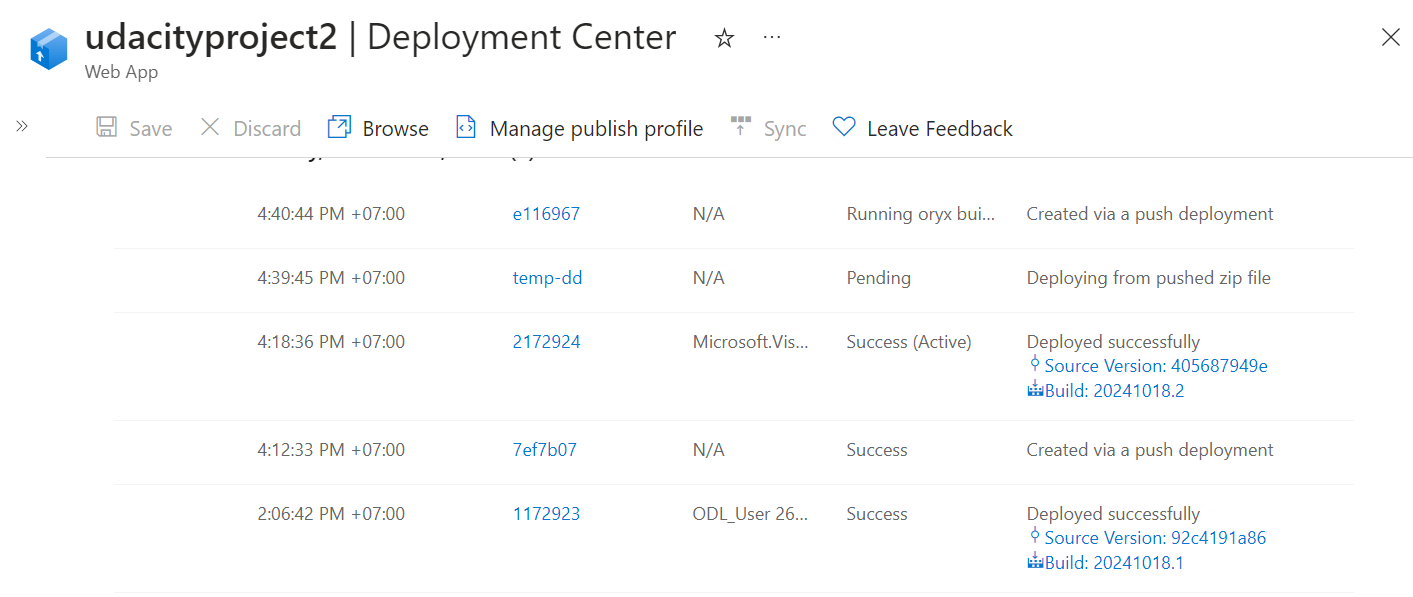 udacityproject2 | Deployment Center
Web App
Save Discard Browse Manage publish profile Sync Leave Feedback
4:40:44 PM +07:00 e116967 N/A Running oryx bui... Created via a push deployment
4:39:45 PM +07:00 temp-dd N/A Pending Deploying from pushed zip file
4:18:36 PM +07:00 2172924 Microsoft.Vis... Success (Active) Deployed successfully
Source Version: 405687949e
Build: 20241018.2
4:12:33 PM +07:00 7ef7b07 N/A Success Created via a push deployment
2:06:42 PM +07:00 1172923 ODL_User 26... Success Deployed successfully
Source Version: 92c4191a86
Build: 20241018.1